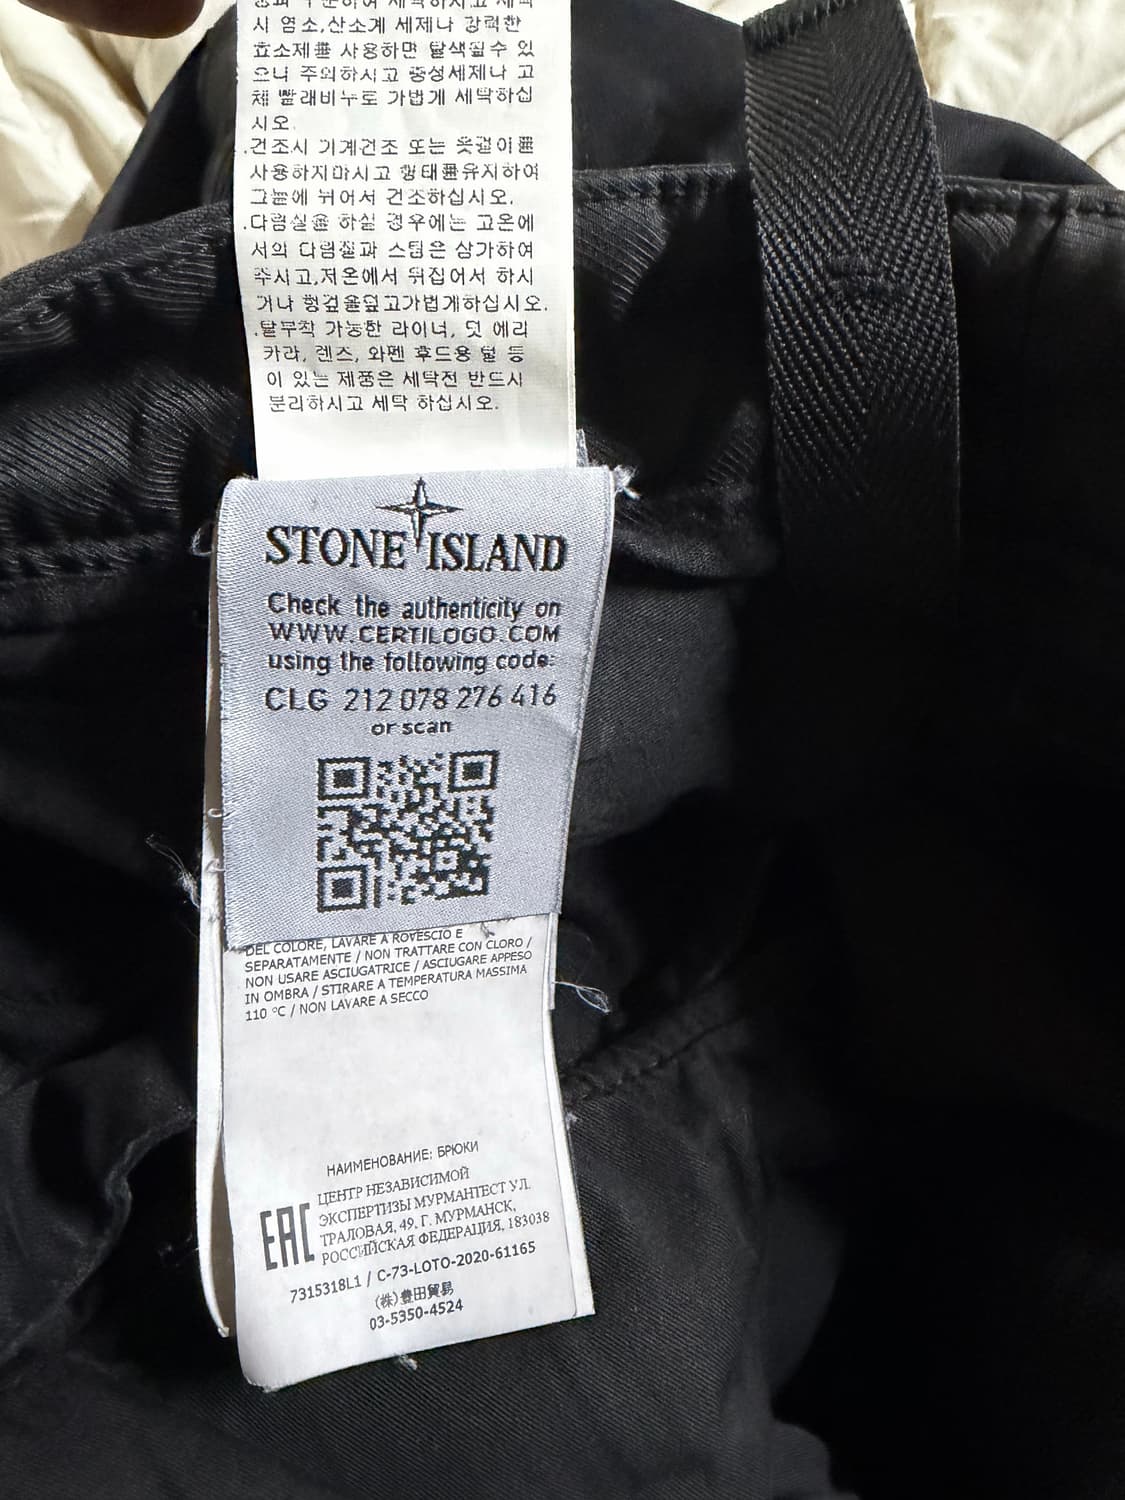 시 염소,산소계 세제나 강력한
효소제를 사용하면 탈색될수 있
으니 주의하시고 중성세제나 고
체 빨래비누로 가볍게 세탁하십
시오.
.건조시 기계건조 또는 옷걸이를
사용하지마시고 형태를유지하여
그늘에 뉘어서 건조하십시오.
.다림실을 하실 경우에는 고온에
서의 다림질과 스팀은 삼가하여
주시고,저온에서 뒤집어서 하시
거나 헝겊을덮고가볍게하십시오.
.탈부착 가능한 라이너, 덧 에리
카라, 렌즈, 와펜 후드용 털 등
이 있는 제품은 세탁전 반드시
분리하시고 세탁 하십시오.
STONE ISLAND
Check the authenticity on
WWW.CERTILOGO.COM
using the following code:
CLG 212 078 276 416
or scan
DEL COLORE, LAVARE A ROVESCIO E
SEPARATAMENTE / NON TRATTARE CON CLORO /
NON USARE ASCIUGATRICE / ASCIUGARE APPESO
IN OMBRA / STIRARE A TEMPERATURA MASSIMA
110 °C / NON LAVARE A SECCO
НАИМЕНОВАНИЕ: БРЮКИ
EAC
ЦЕНТР НЕЗАВИСИМОЙ
ЭКСПЕРТИЗЫ МУРМАНТЕСТ УЛ.
ТРАЛОВАЯ, 49, Г. МУРМАНСК,
РОССИЙСКАЯ ФЕДЕРАЦИЯ, 183038
7315318L1 / C-73-LOTO-2020-61165
(株)豊田貿易
03-5350-4524